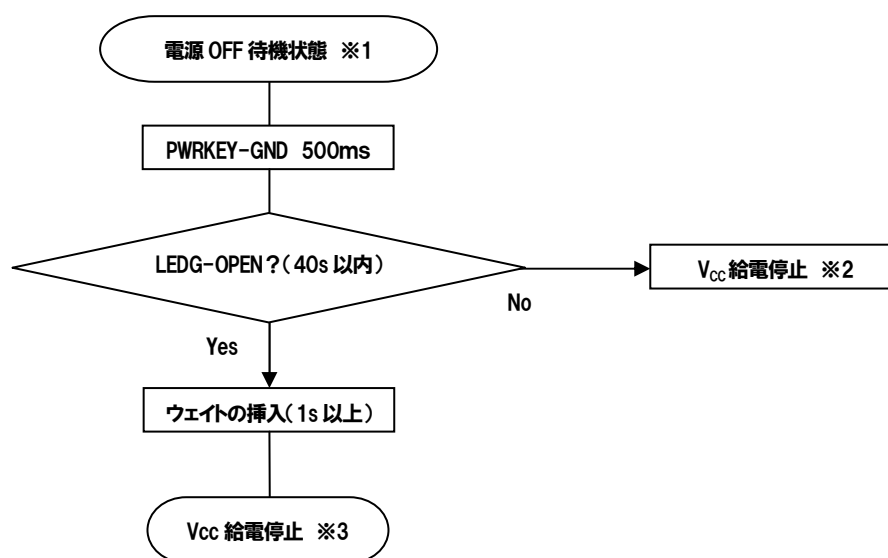 電源 OFF 待機状態 ※1
PWRKEY-GND 500ms
LEDG-OPEN?(40s 以内)
Vcc 給電停止 ※2
No
Yes
ウェイトの挿入(1s 以上)
Vcc 給電停止 ※3